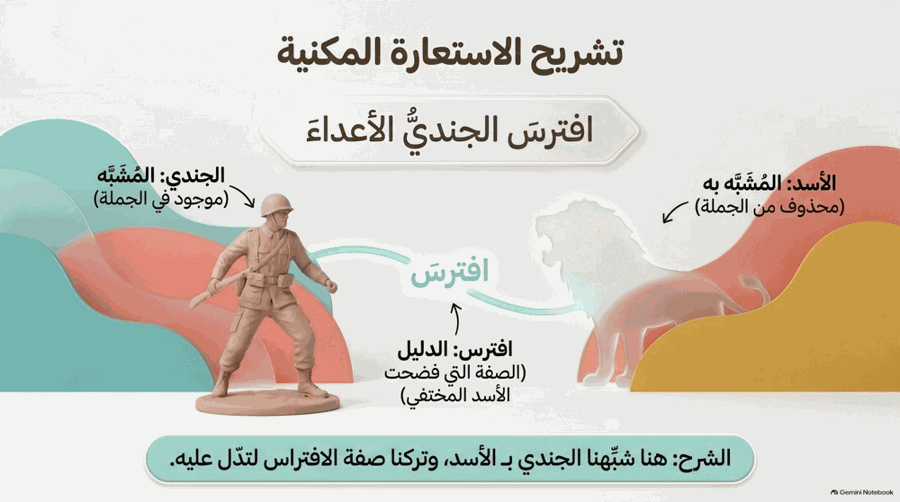 تشريح الاستعارة المكنية
افترسَ الجنديُّ الأعداءَ
الجندي: المُشَبَّه
(موجود في الجملة)
الأسد: المُشَبَّه به
(محذوف من الجملة)
افترسَ
افترس: الدليل
(الصفة التي فضحت
الأسد المختفي)
الشرح: هنا شبِّهنا الجندي بـ الأسد، وتركنا صفة الافتراس لتدّل عليه.
Gemini Notebook